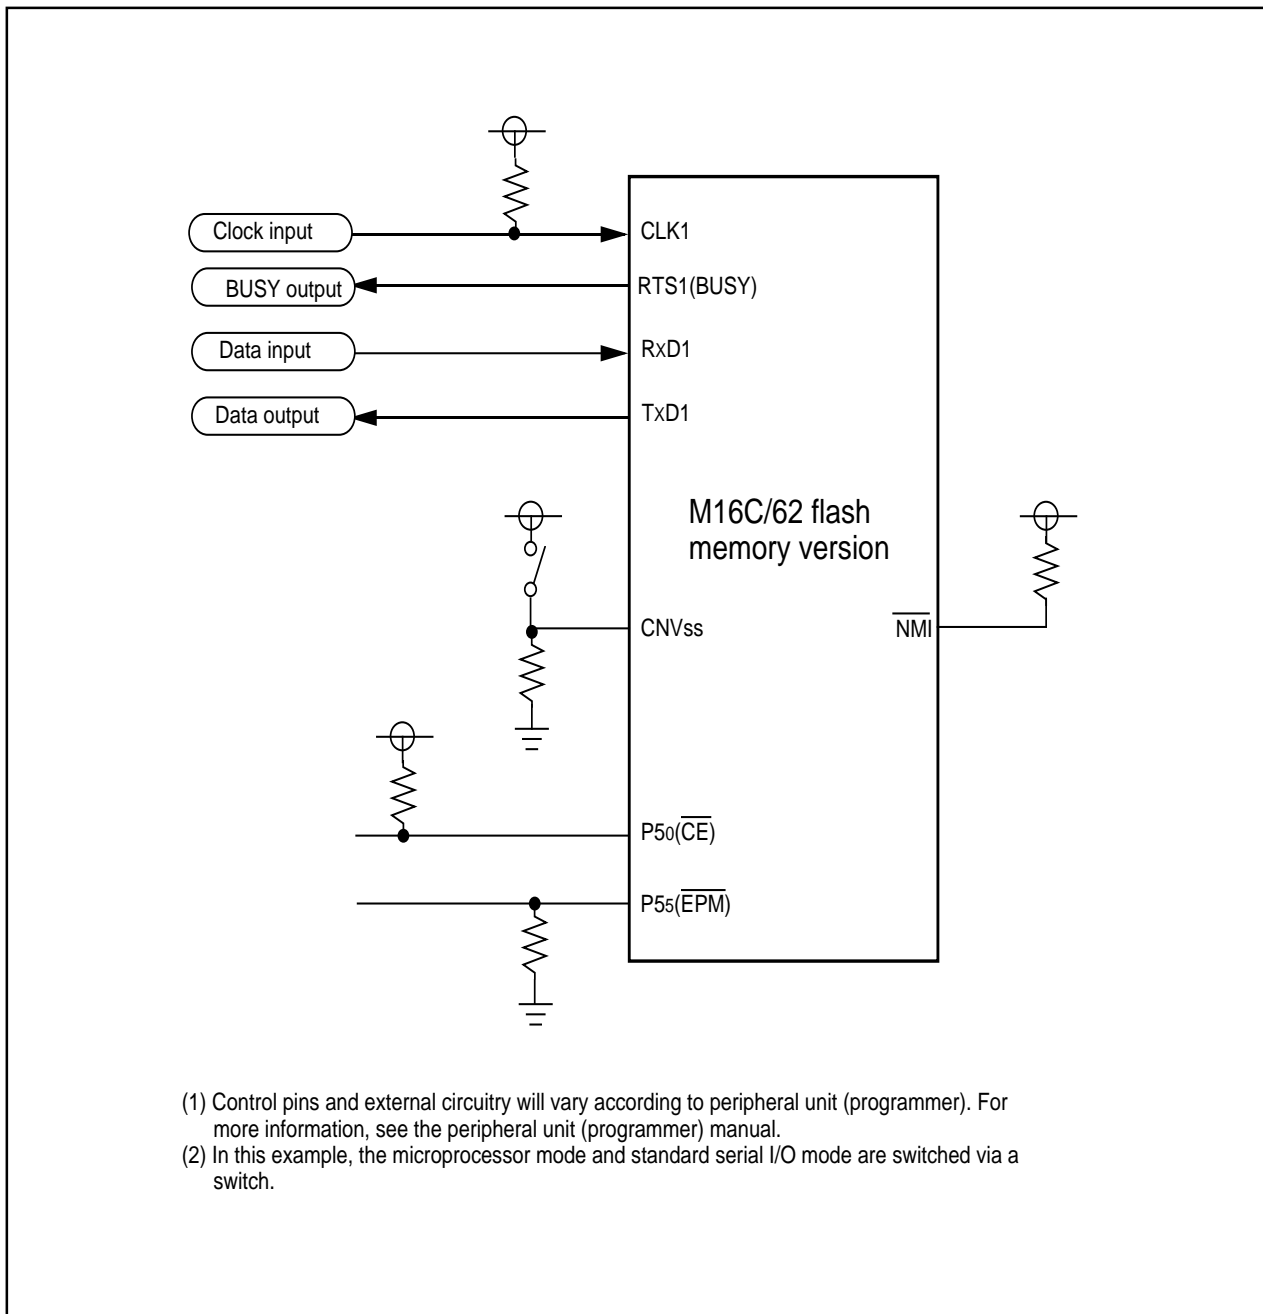 Clock input
CLK1
BUSY output
RTS1(BUSY)
Data input
RxD1
Data output
TxD1
M16C/62 flash
memory version
CNVss
NMI
P50(CE)
P55(EPM)
(1) Control pins and external circuitry will vary according to peripheral unit (programmer). For
more information, see the peripheral unit (programmer) manual.
(2) In this example, the microprocessor mode and standard serial I/O mode are switched via a
switch.